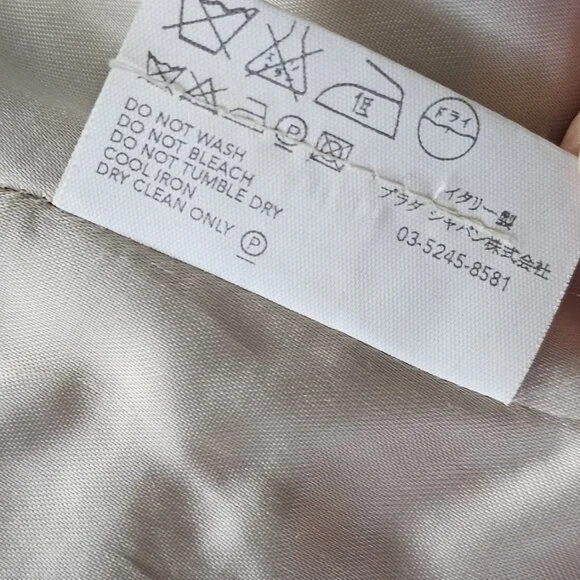 低
ドライ
P
DO NOT WASH
DO NOT BLEACH
DO NOT TUMBLE DRY
COOL IRON
DRY CLEAN ONLY P
イタリー製
プラダ ジャパン株式会社
03-5245-8581